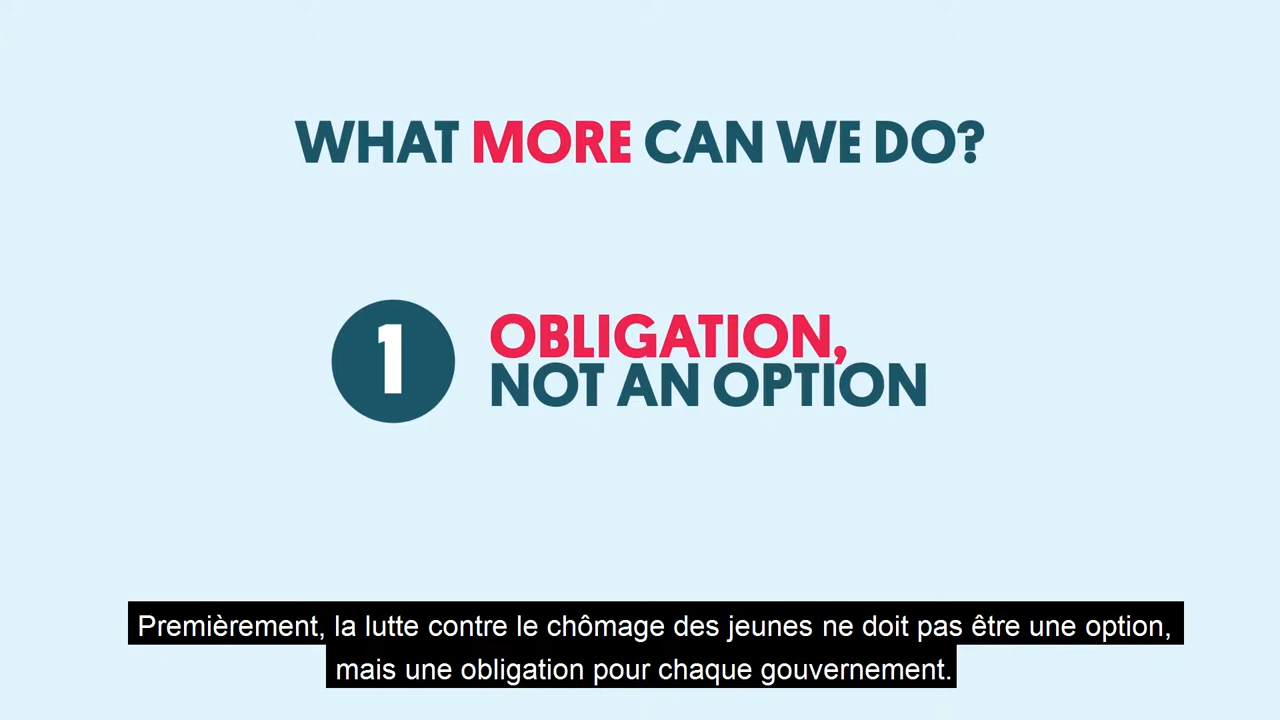 WHAT MORE CAN WE DO?
1
OBLIGATION,
NOT AN OPTION
Premièrement, la lutte contre le chômage des jeunes ne doit pas être une option,
mais une obligation pour chaque gouvernement.